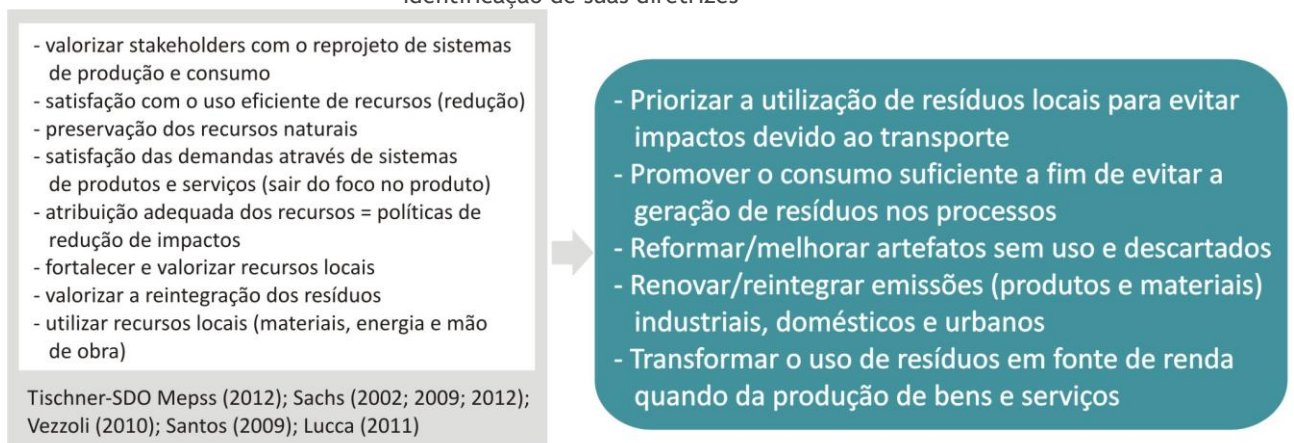 identificação de suas diretrizes
- valorizar stakeholders com o reprojeto de sistemas
de produção e consumo
- satisfação com o uso eficiente de recursos (redução)
- preservação dos recursos naturais
- satisfação das demandas através de sistemas
de produtos e serviços (sair do foco no produto)
- atribuição adequada dos recursos = políticas de
redução de impactos
- fortalecer e valorizar recursos locais
- valorizar a reintegração dos resíduos
- utilizar recursos locais (materiais, energia e mão
de obra)
Tischner-SDO Mepss (2012); Sachs (2002; 2009; 2012);
Vezzoli (2010); Santos (2009); Lucca (2011)
- Priorizar a utilização de resíduos locais para evitar
impactos devido ao transporte
- Promover o consumo suficiente a fim de evitar a
geração de resíduos nos processos
- Reformar/melhorar artefatos sem uso e descartados
- Renovar/reintegrar emissões (produtos e materiais)
industriais, domésticos e urbanos
- Transformar o uso de resíduos em fonte de renda
quando da produção de bens e serviços